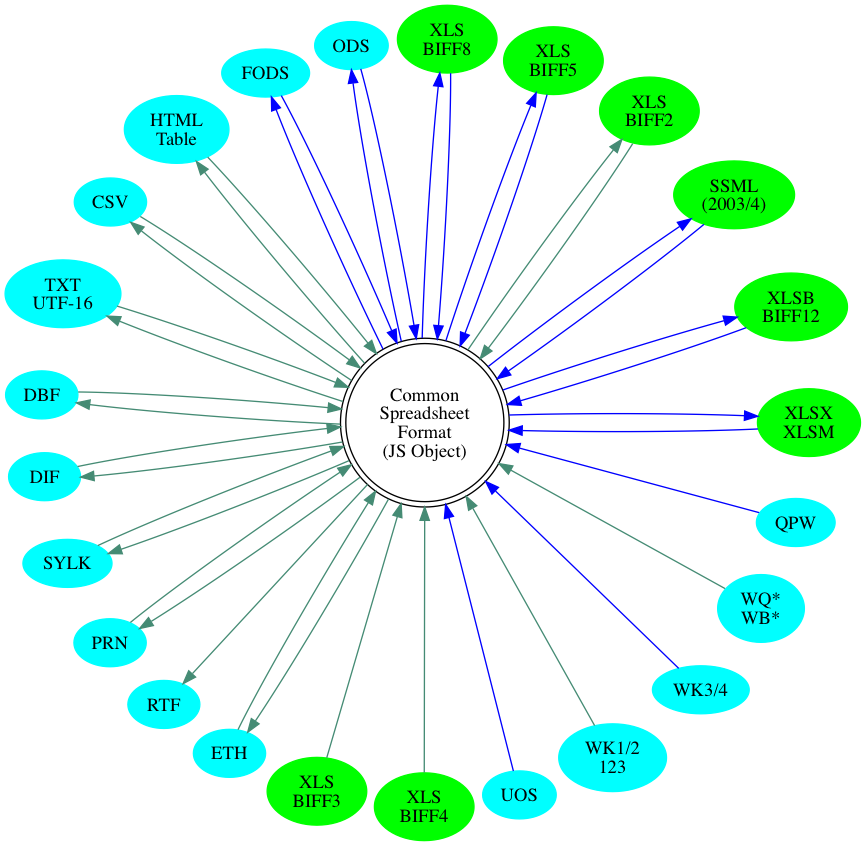 XLS
BIFF8
ODS
XLS
BIFF5
FODS
XLS
BIFF2
HTML
Table
SSML
(2003/4)
CSV
TXT
UTF-16
XLSB
BIFF12
DBF
Common
Spreadsheet
Format
(JS Object)
XLSX
XLSM
DIF
QPW
SYLK
WQ*
WB*
PRN
WK3/4
RTF
ETH
WK1/2
123
XLS
BIFF3
XLS
BIFF4
UOS